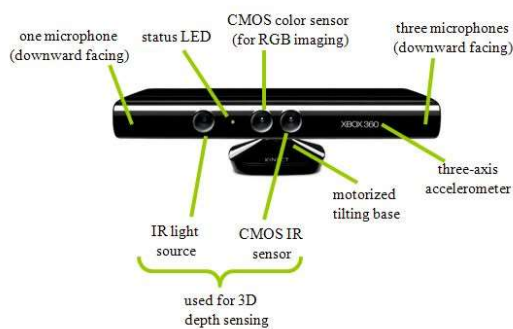 one microphone
(downward facing)
status LED
CMOS color sensor
(for RGB imaging)
three microphones
(downward facing)
XBOX 360
KINECT
three-axis
accelerometer
motorized
tilting base
IR light
source
CMOS IR
sensor
used for 3D
depth sensing